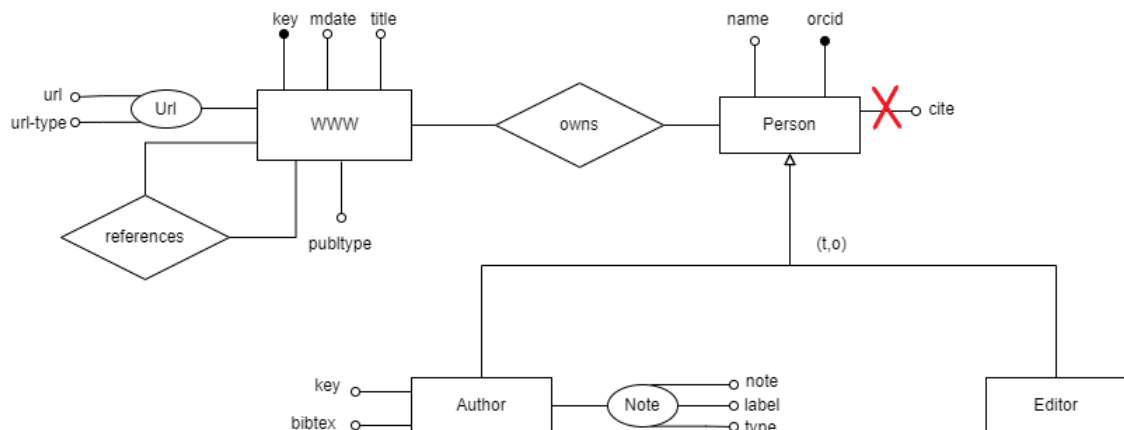 key mdate title
name orcid
url
Url
url-type
WWW
owns
Person
cite
references
publtype
(t,o)
key
Author
Note
note
label
type
bibtex
Editor